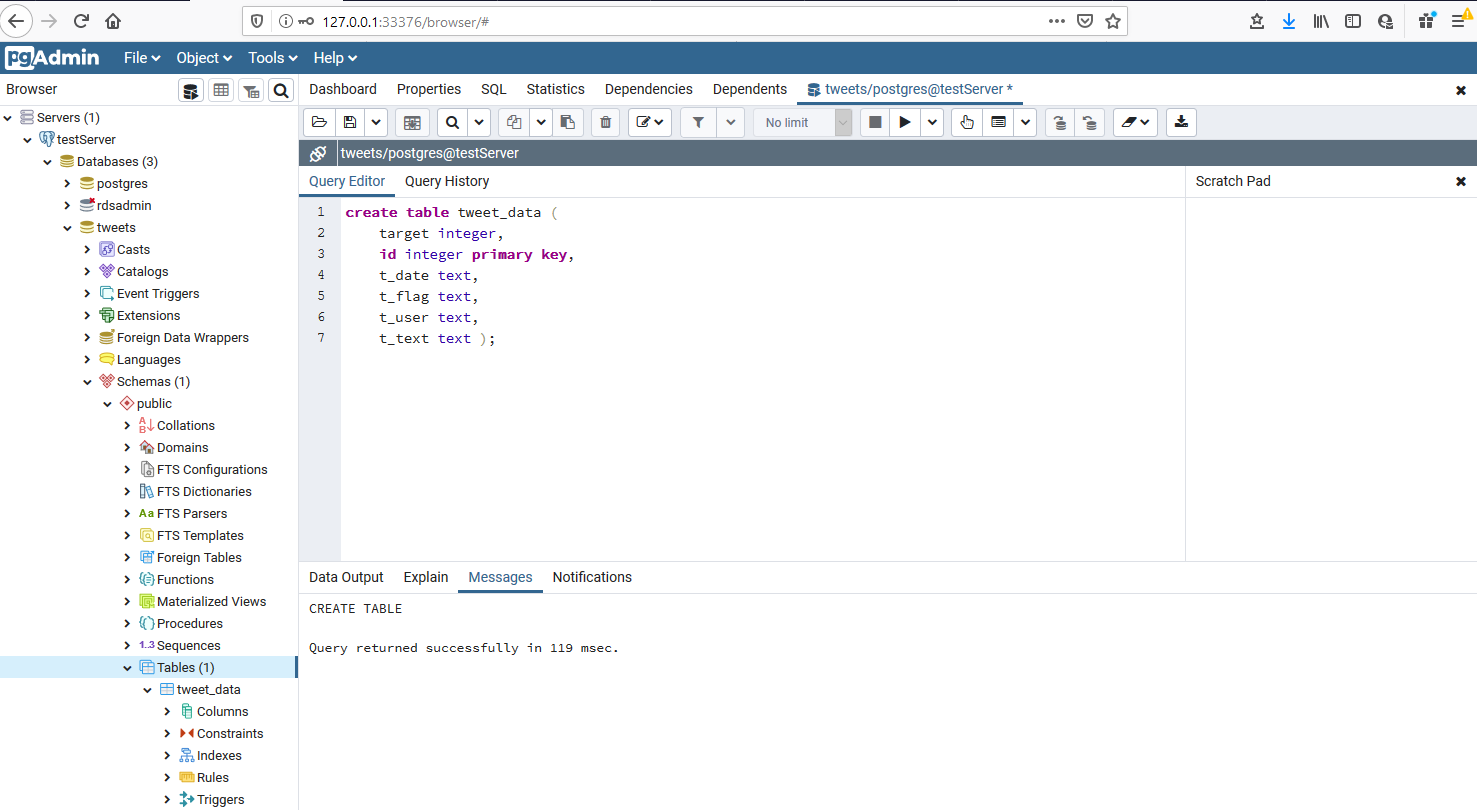 127.0.0.1:33376/browser/#
pgAdmin File Object Tools Help
Browser
Dashboard Properties SQL Statistics Dependencies Dependents tweets/postgres@testServer *
No limit
tweets/postgres@testServer
Query Editor Query History
Scratch Pad
Servers (1)
testServer
Databases (3)
postgres
rdsadmin
tweets
Casts
Catalogs
Event Triggers
Extensions
Foreign Data Wrappers
Languages
Schemas (1)
public
Collations
Domains
FTS Configurations
FTS Dictionaries
Aa FTS Parsers
FTS Templates
Foreign Tables
Functions
Materialized Views
Procedures
1..3 Sequences
Tables (1)
tweet_data
Columns
Constraints
Indexes
Rules
Triggers
1 create table tweet_data (
2 target integer,
3 id integer primary key,
4 t_date text,
5 t_flag text,
6 t_user text,
7 t_text text );
Data Output Explain Messages Notifications
CREATE TABLE
Query returned successfully in 119 msec.